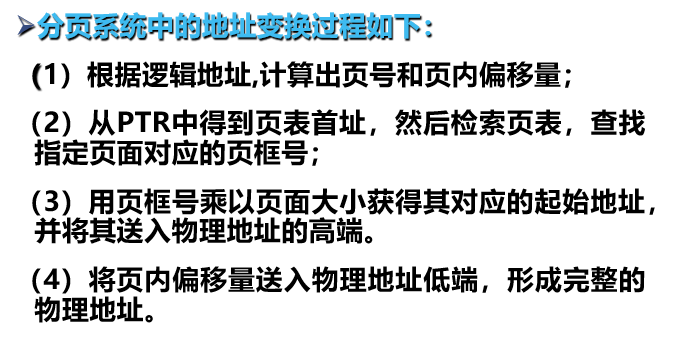 ➢分页系统中的地址变换过程如下：
（1）根据逻辑地址,计算出页号和页内偏移量；
（2）从PTR中得到页表首址，然后检索页表，查找
指定页面对应的页框号；
（3）用页框号乘以页面大小获得其对应的起始地址，
并将其送入物理地址的高端。
（4）将页内偏移量送入物理地址低端，形成完整的
物理地址。